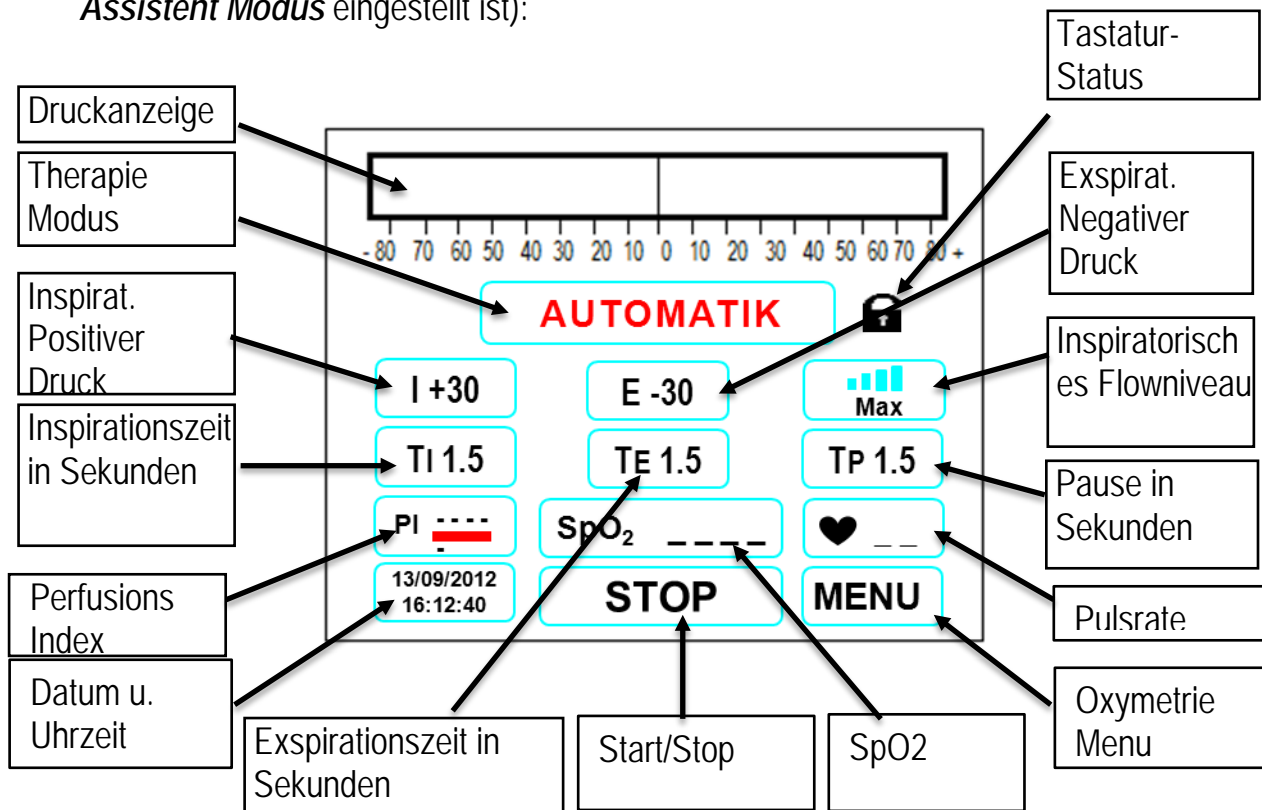 Assistent Modus eingestellt ist):
Tastatur-
Status
Druckanzeige
Therapie
Modus
Exspirat.
Negativer
Druck
- 80 70 60 50 40 30 20 10 0 10 20 30 40 50 60 70 80 +
AUTOMATIK
Inspirat.
Positiver
Druck
I +30
E -30
Max
Inspiratorisch
es Flowniveau
Inspirationszeit
in Sekunden
TI 1.5
TE 1.5
TP 1.5
Pause in
Sekunden
PI ---- -
SpO₂ _ _ _ _
_ _
Perfusions
Index
13/09/2012
16:12:40
STOP
MENU
Pulsrate
Datum u.
Uhrzeit
Exspirationszeit in
Sekunden
Start/Stop
SpO2
Oxymetrie
Menu